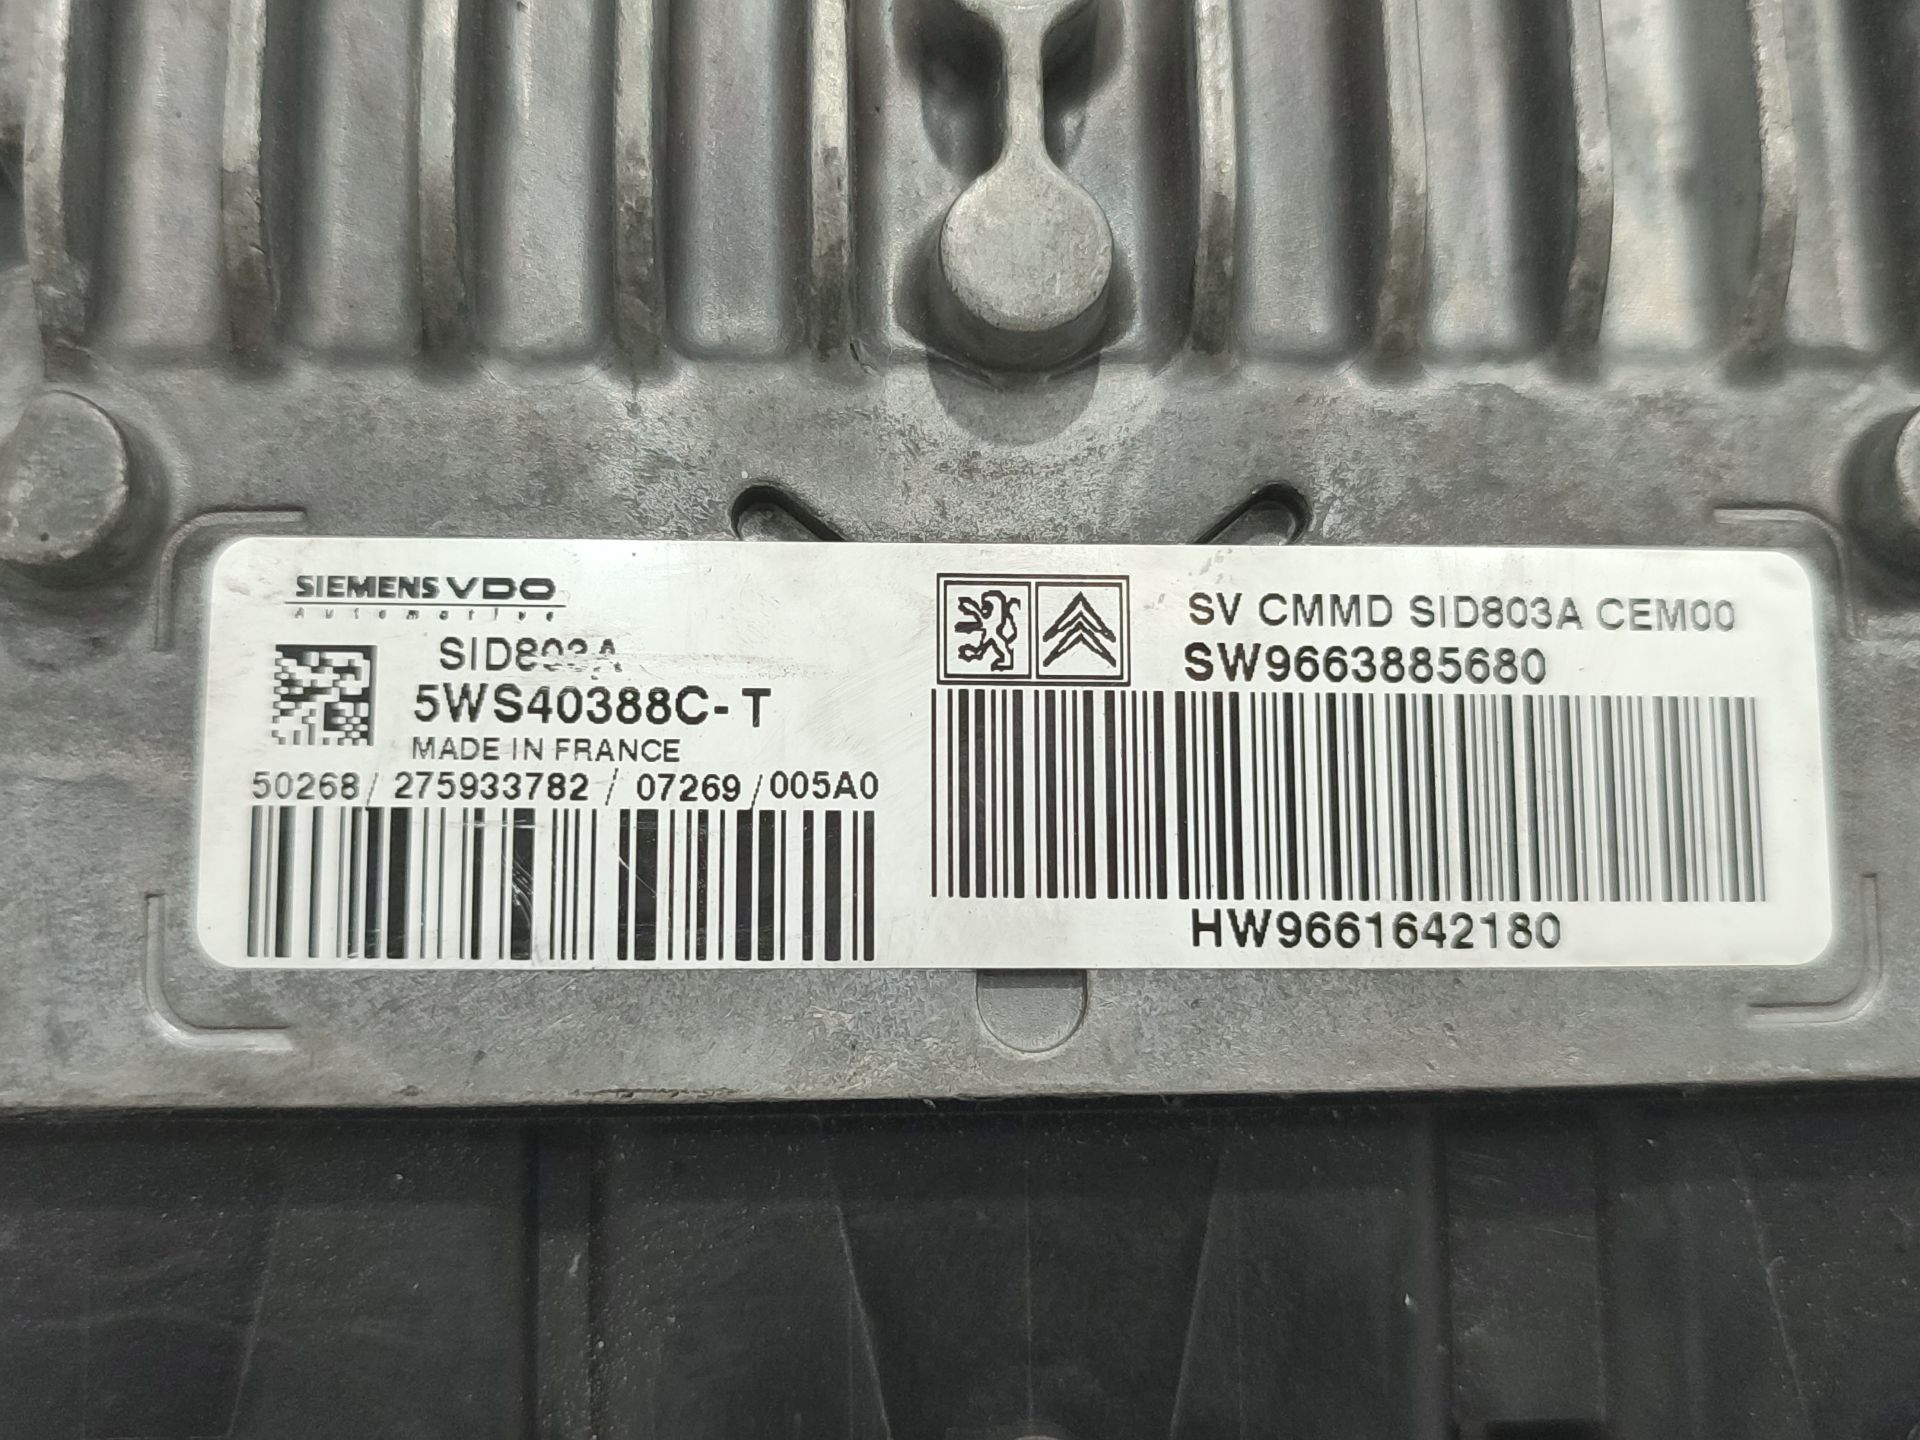 SIEMENS VDO
Automotive
SID803A
5WS40388C-T
MADE IN FRANCE
50268 / 275933782 / 07269 / 005A0
SV CMMD SID803A CEM00
SW9663885680
HW9661642180